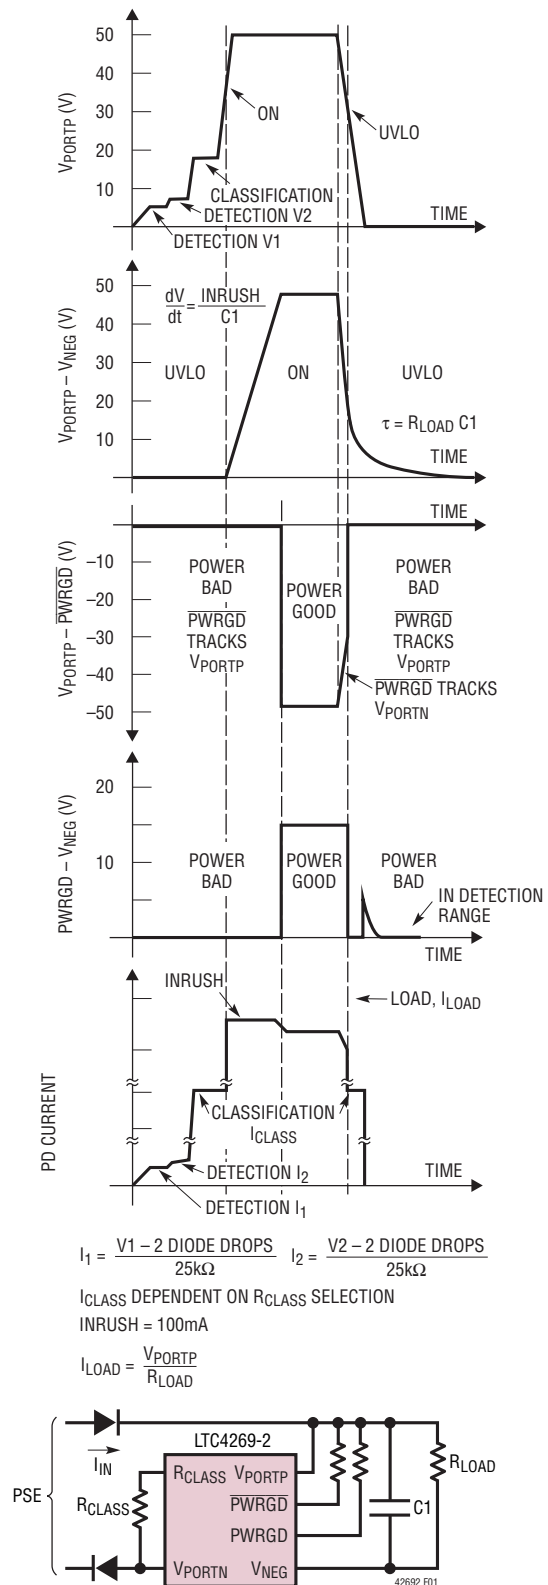 50
40
30
20
10
VPORTP (V)
ON
UVLO
CLASSIFICATION
DETECTION V2
DETECTION V1
TIME
50
40
30
20
10
VPORTP – VNEG (V)
dV/dt = INRUSH/C1
UVLO
ON
UVLO
τ = RLOAD C1
TIME
TIME
–10
–20
–30
–40
–50
VPORTP – P̅W̅R̅G̅D̅ (V)
POWER
BAD
P̅W̅R̅G̅D̅
TRACKS
VPORTP
POWER
GOOD
POWER
BAD
P̅W̅R̅G̅D̅
TRACKS
VPORTP
P̅W̅R̅G̅D̅ TRACKS
VPORTN
20
10
PWRGD – VNEG (V)
POWER
BAD
POWER
GOOD
POWER
BAD
IN DETECTION
RANGE
TIME
INRUSH
LOAD, ILOAD
PD CURRENT
CLASSIFICATION
ICLASS
DETECTION I2
DETECTION I1
TIME
I1 = V1 – 2 DIODE DROPS/25kΩ I2 = V2 – 2 DIODE DROPS/25kΩ
ICLASS DEPENDENT ON RCLASS SELECTION
INRUSH = 100mA
ILOAD = VPORTP/RLOAD
LTC4269-2
IIN
PSE
RCLASS
RCLASS VPORTP
P̅W̅R̅G̅D̅
PWRGD
VPORTN VNEG
C1
RLOAD
42692 F01